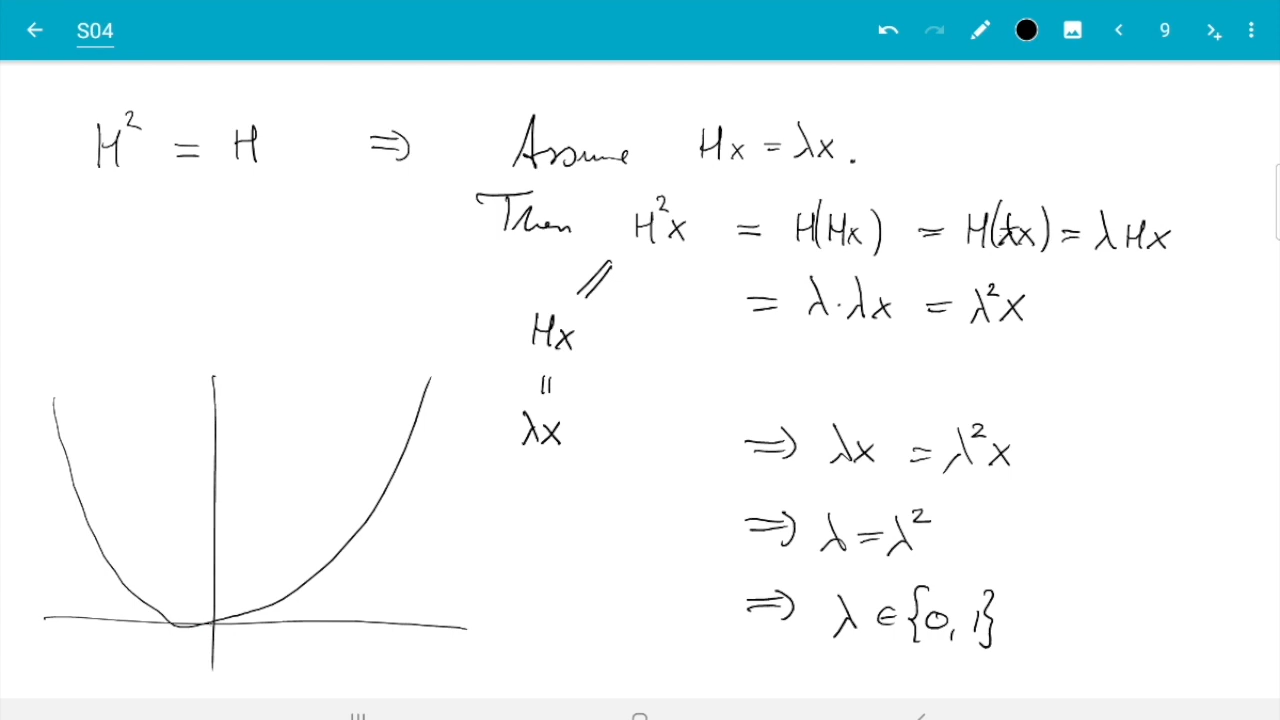 S04
9
H² = H ⇒ Assume Hx = λx.
Then H²x = H(Hx) = H(λx) = λHx
= λ·λx = λ²x
Hx
=
λx
⇒ λx = λ²x
⇒ λ = λ²
⇒ λ ∈ {0, 1}